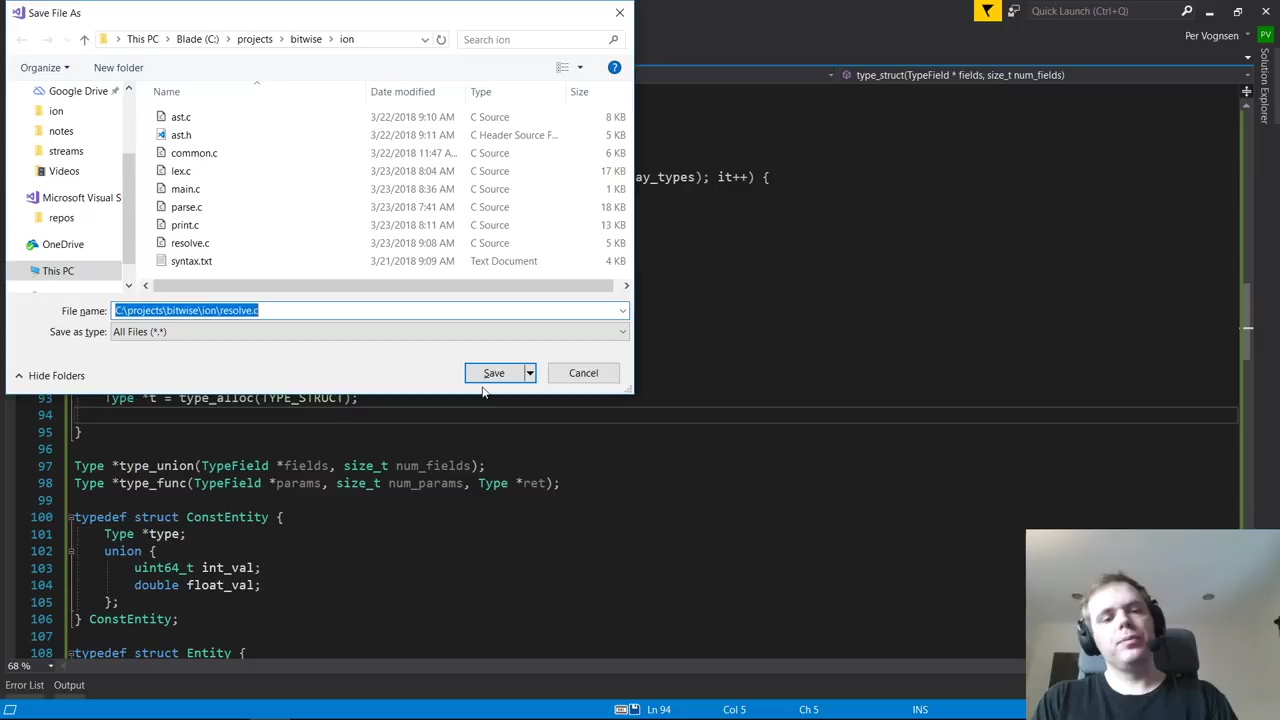 Save File As
Quick Launch (Ctrl+Q)
This PC
Blade (C:)
projects
bitwise
ion
Search ion
Per Vognsen
PV
Organize
New folder
type_struct(TypeField * fields, size_t num_fields)
Solution Explorer
Google Drive
ion
notes
streams
Videos
Microsoft Visual S
repos
OneDrive
This PC
Name Date modified Type Size
ast.c 3/22/2018 9:10 AM C Source 8 KB
ast.h 3/22/2018 9:11 AM C Header Source F... 5 KB
common.c 3/22/2018 11:47 A... C Source 6 KB
lex.c 3/23/2018 8:04 AM C Source 17 KB
main.c 3/23/2018 8:36 AM C Source 1 KB
parse.c 3/23/2018 7:41 AM C Source 18 KB
print.c 3/23/2018 8:11 AM C Source 13 KB
resolve.c 3/23/2018 9:08 AM C Source 5 KB
syntax.txt 3/21/2018 9:09 AM Text Document 4 KB
ay_types); it++) {
File name: C:\projects\bitwise\ion\resolve.c
Save as type: All Files (*.*)
Hide Folders
Save
Cancel
93 Type *t = type_alloc(TYPE_STRUCT);
94
95 }
96
97 Type *type_union(TypeField *fields, size_t num_fields);
98 Type *type_func(TypeField *params, size_t num_params, Type *ret);
99
100 typedef struct ConstEntity {
101 Type *type;
102 union {
103 uint64_t int_val;
104 double float_val;
105 };
106 } ConstEntity;
107
108 typedef struct Entity {
68 %
Error List Output
Ln 94 Col 5 Ch 5 INS